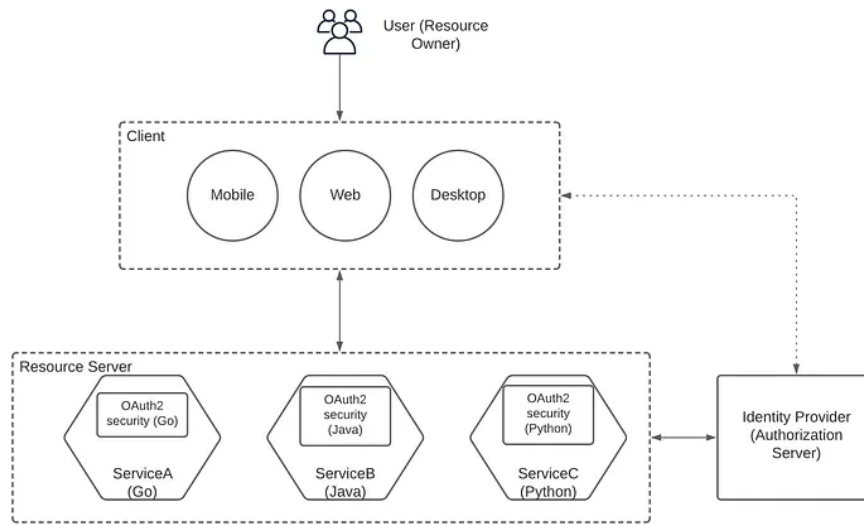 User (Resource
Owner)
Client
Mobile
Web
Desktop
Resource Server
OAuth2
security (Go)
ServiceA
(Go)
OAuth2
security
(Java)
ServiceB
(Java)
OAuth2
security
(Python)
ServiceC
(Python)
Identity Provider
(Authorization
Server)